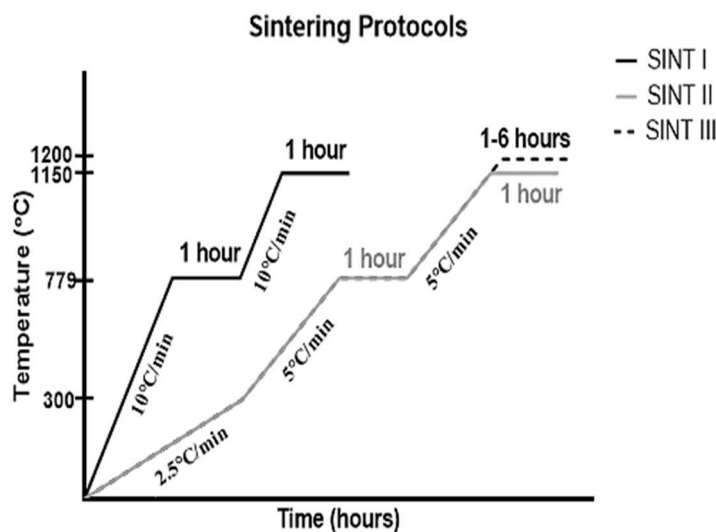 Sintering Protocols
SINT I
SINT II
SINT III
Temperature (°C)
1200
1150
779
300
1 hour
1 hour
10°C/min
10°C/min
1-6 hours
1 hour
1 hour
5°C/min
5°C/min
2.5°C/min
Time (hours)